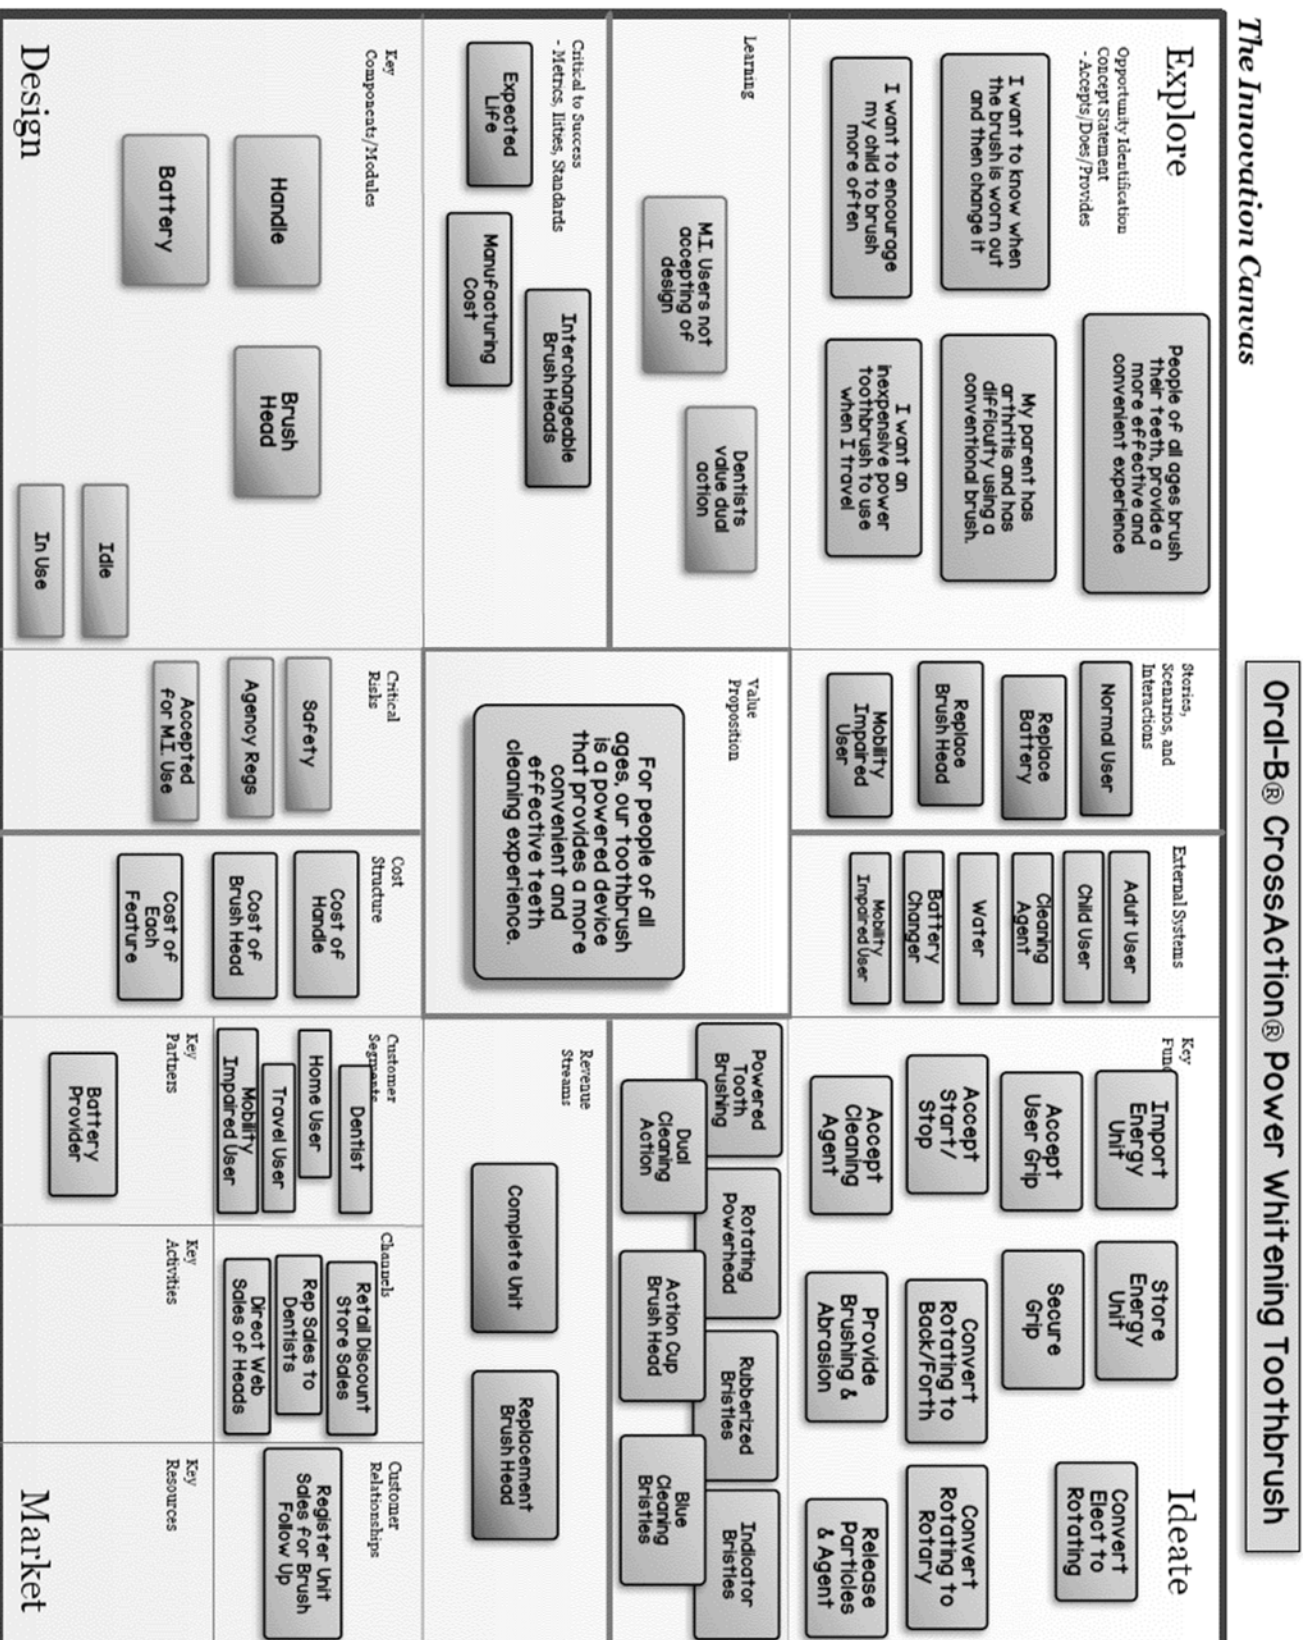 The Innovation Canvas
Oral-B® CrossAction® Power Whitening Toothbrush
Explore
Opportunity Identification
Concept Statement
- Accepts/Does/Provides
People of all ages brush
their teeth, provide a
more effective and
convenient experience
I want to know when
the brush is worn out
and then change it
My parent has
arthritis and has
difficulty using a
conventional brush.
I want to encourage
my child to brush
more often
I want an
inexpensive power
toothbrush to use
when I travel
Stories,
Scenarios, and
Interactions
Normal User
Replace
Battery
Replace
Brush Head
Mobility
Impaired
User
External Systems
Adult User
Child User
Cleaning
Agent
Water
Battery
Changer
Mobility
Impaired User
Ideate
Key
Func
Import
Energy
Unit
Store
Energy
Unit
Convert
Elect to
Rotating
Accept
User Grip
Secure
Grip
Accept
Start/
Stop
Convert
Rotating to
Back/Forth
Convert
Rotating to
Rotary
Accept
Cleaning
Agent
Provide
Brushing &
Abrasion
Release
Particles
& Agent
Learning
M.I. Users not
accepting of
design
Dentists
value dual
action
Value
Proposition
For people of all
ages, our toothbrush
is a powered device
that provides a more
convenient and
effective teeth
cleaning experience.
Powered
Tooth
Brushing
Rotating
Powerhead
Rubberized
Bristles
Indicator
Bristles
Dual
Cleaning
Action
Action Cup
Brush Head
Blue
Cleaning
Bristles
Critical to Success
- Metrics, Ilities, Standards
Expected
Life
Interchangeable
Brush Heads
Manufacturing
Cost
Revenue
Streams
Complete Unit
Replacement
Brush Head
Key
Components/Modules
Handle
Brush
Head
Battery
Idle
In Use
Design
Critical
Risks
Safety
Agency Regs
Accepted
for M.I. Use
Cost
Structure
Cost of
Handle
Cost of
Brush Head
Cost of
Each
Feature
Customer
Segments
Dentist
Home User
Travel User
Mobility
Impaired User
Channels
Retail Discount
Store Sales
Rep Sales to
Dentists
Direct Web
Sales of Heads
Customer
Relationships
Register Unit
Sales for Brush
Follow Up
Key
Partners
Battery
Provider
Key
Activities
Key
Resources
Market